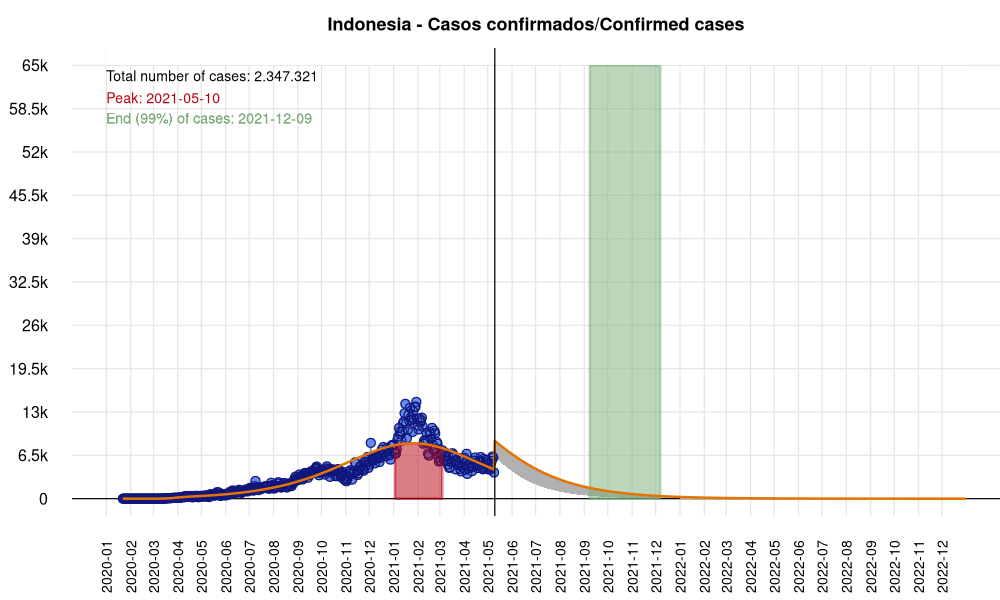 Indonesia - Casos confirmados/Confirmed cases
Total number of cases: 2.347.321
Peak: 2021-05-10
End (99%) of cases: 2021-12-09
65k
58.5k
52k
45.5k
39k
32.5k
26k
19.5k
13k
6.5k
0
2020-01
2020-02
2020-03
2020-04
2020-05
2020-06
2020-07
2020-08
2020-09
2020-10
2020-11
2020-12
2021-01
2021-02
2021-03
2021-04
2021-05
2021-06
2021-07
2021-08
2021-09
2021-10
2021-11
2021-12
2022-01
2022-02
2022-03
2022-04
2022-05
2022-06
2022-07
2022-08
2022-09
2022-10
2022-11
2022-12